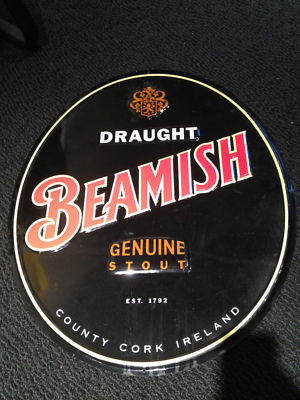 DRAUGHT
BEAMISH
GENUINE
STOUT
EST. 1792
COUNTY CORK IRELAND